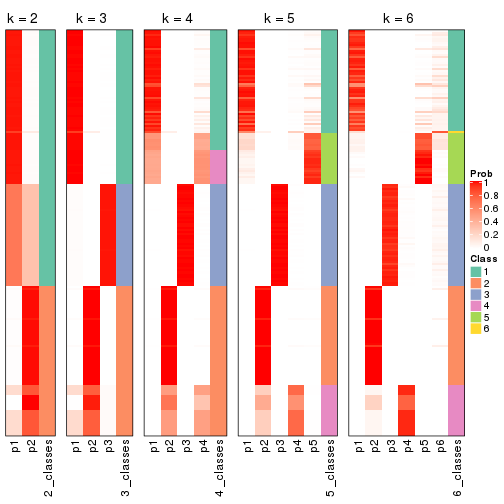 k = 2
k = 3
k = 4
k = 5
k = 6
Prob
1
0.8
0.6
0.4
0.2
0
Class
1
2
3
4
5
6
p1
p2
2_classes
p1
p2
p3
3_classes
p1
p2
p3
p4
4_classes
p1
p2
p3
p4
p5
5_classes
p1
p2
p3
p4
p5
p6
6_classes